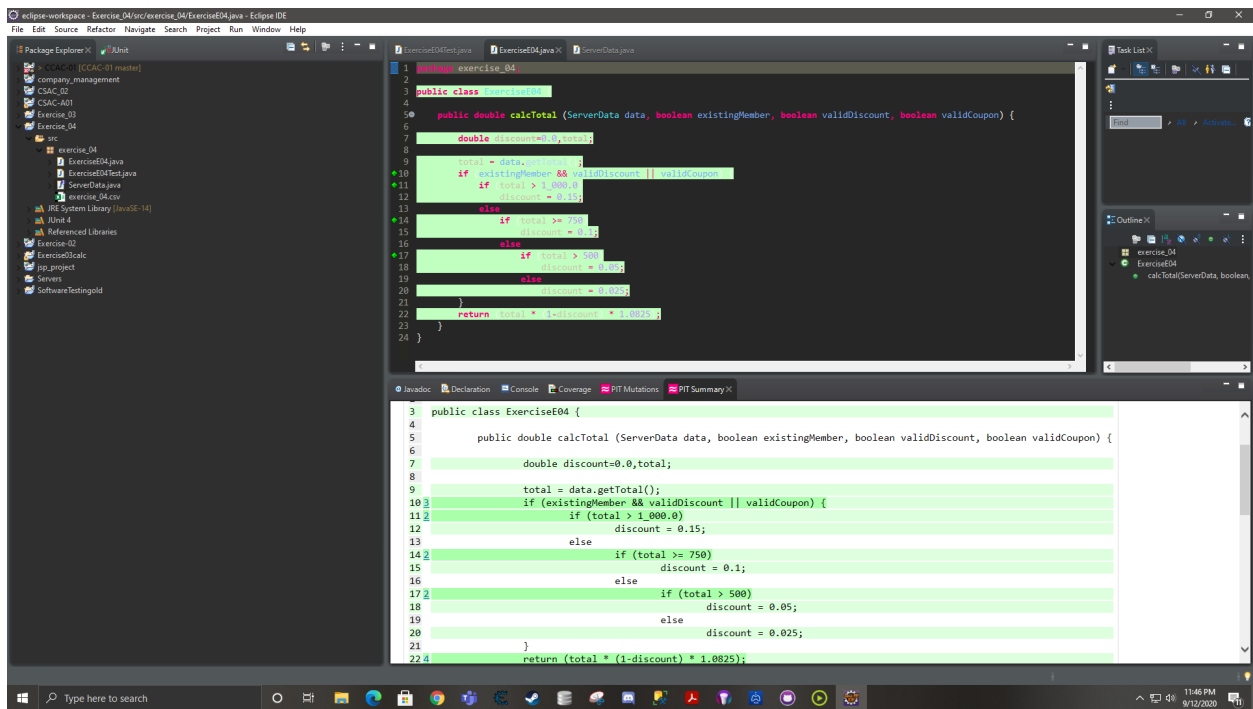 eclipse-workspace - Exercise_04/src/exercise_04/ExerciseE04.java - Eclipse IDE
File Edit Source Refactor Navigate Search Project Run Window Help
Package Explorer JUnit
> CCAC-01 [CCAC-01 master]
company_management
CSAC_02
CSAC-A01
Exercise_03
Exercise_04
src
exercise_04
ExerciseE04.java
ExerciseE04Test.java
ServerData.java
exercise_04.csv
JRE System Library [JavaSE-14]
JUnit 4
Referenced Libraries
Exercise-02
Exercise03calc
jsp_project
Servers
SoftwareTestingold
ExerciseE04Test.java ExerciseE04.java ServerData.java
1 package exercise_04;
2
3 public class ExerciseE04 {
4
5 public double calcTotal (ServerData data, boolean existingMember, boolean validDiscount, boolean validCoupon) {
6
7 double discount=0.0,total;
8
9 total = data.getTotal();
10 if (existingMember && validDiscount || validCoupon) {
11 if (total > 1_000.0)
12 discount = 0.15;
13 else
14 if (total >= 750)
15 discount = 0.1;
16 else
17 if (total > 500)
18 discount = 0.05;
19 else
20 discount = 0.025;
21 }
22 return (total * (1-discount) * 1.0825);
23 }
24 }
Task List
Find All Activate...
Outline
exercise_04
ExerciseE04
calcTotal(ServerData, boolean,
Javadoc Declaration Console Coverage PIT Mutations PIT Summary
3 public class ExerciseE04 {
4
5 public double calcTotal (ServerData data, boolean existingMember, boolean validDiscount, boolean validCoupon) {
6
7 double discount=0.0,total;
8
9 total = data.getTotal();
10 3 if (existingMember && validDiscount || validCoupon) {
11 2 if (total > 1_000.0)
12 discount = 0.15;
13 else
14 2 if (total >= 750)
15 discount = 0.1;
16 else
17 2 if (total > 500)
18 discount = 0.05;
19 else
20 discount = 0.025;
21 }
22 4 return (total * (1-discount) * 1.0825);
Type here to search
11:46 PM
9/12/2020